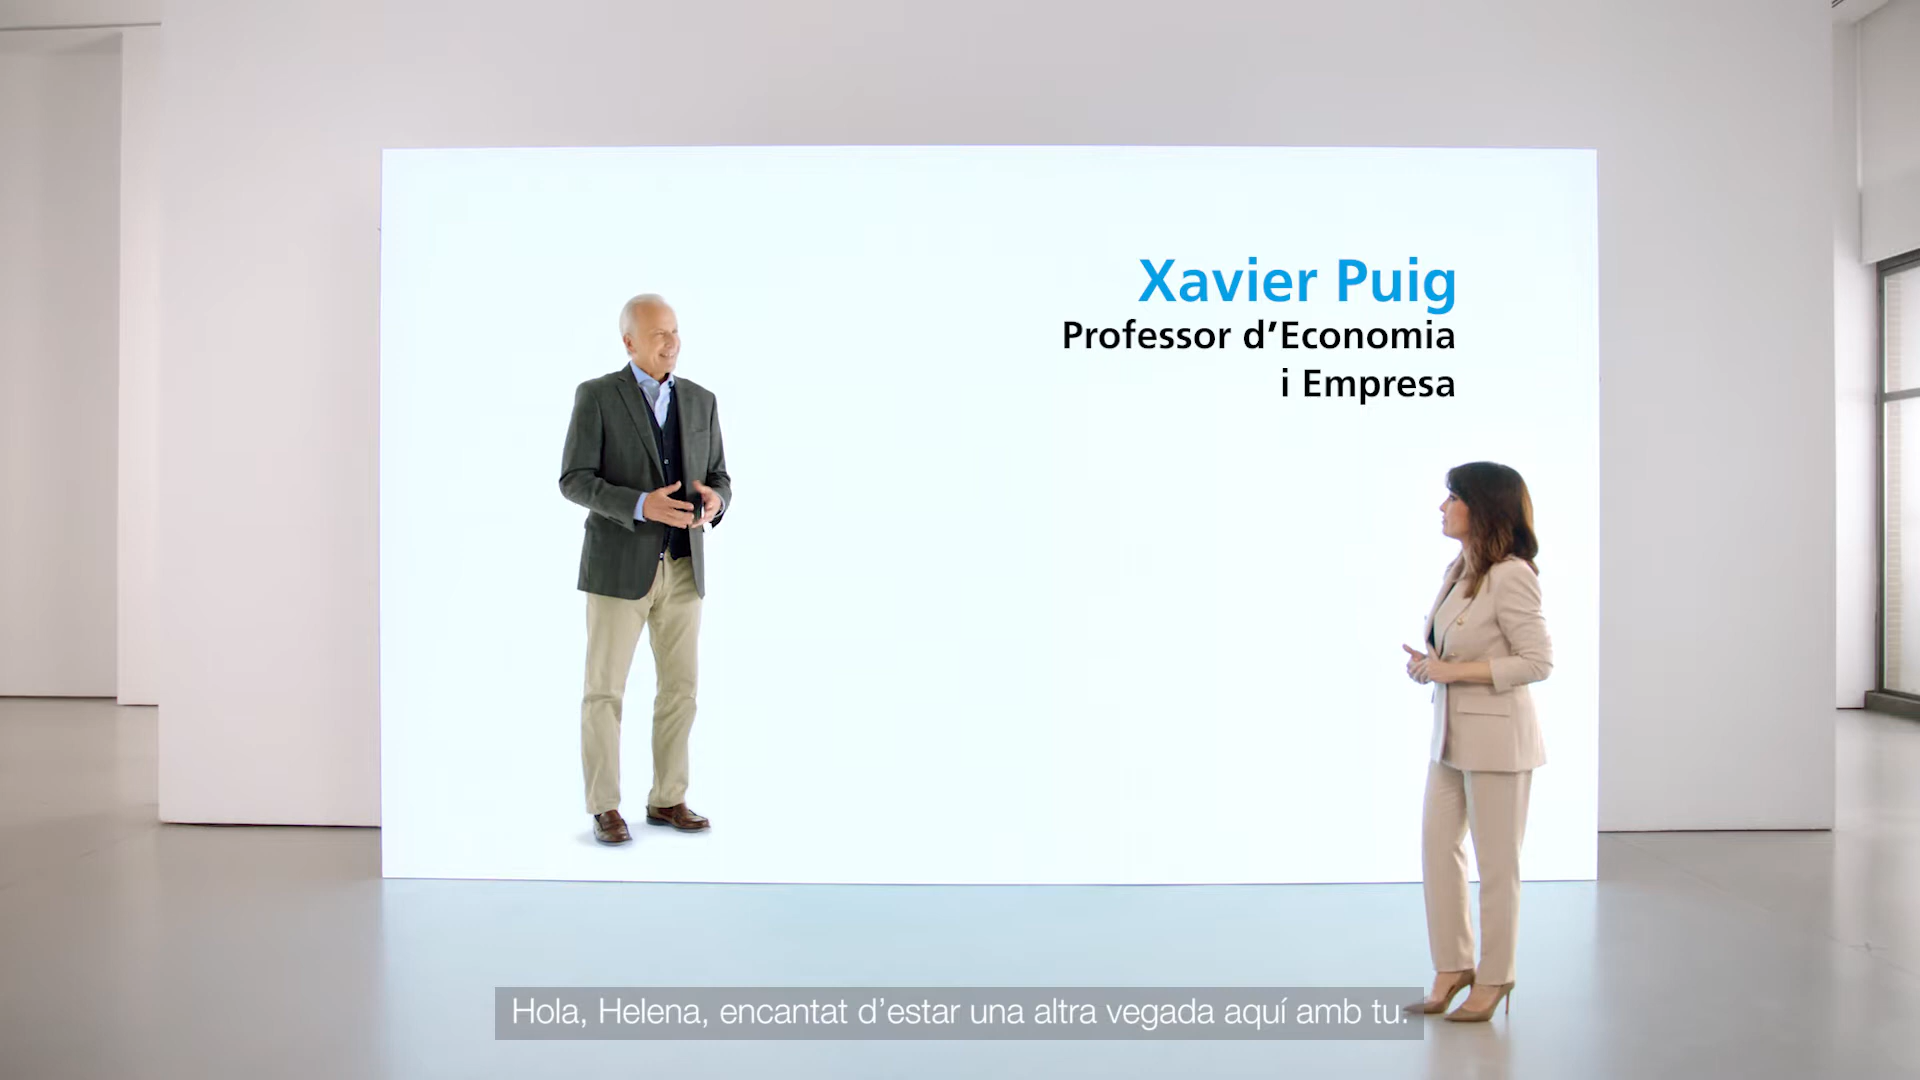 Xavier Puig
Professor d’Economia
i Empresa
Hola, Helena, encantat d’estar una altra vegada aquí amb tu.